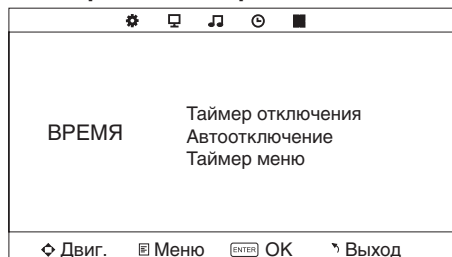 ВРЕМЯ
Таймер отключения
Автоотключение
Таймер меню
Двиг. Меню ENTER OK Выход